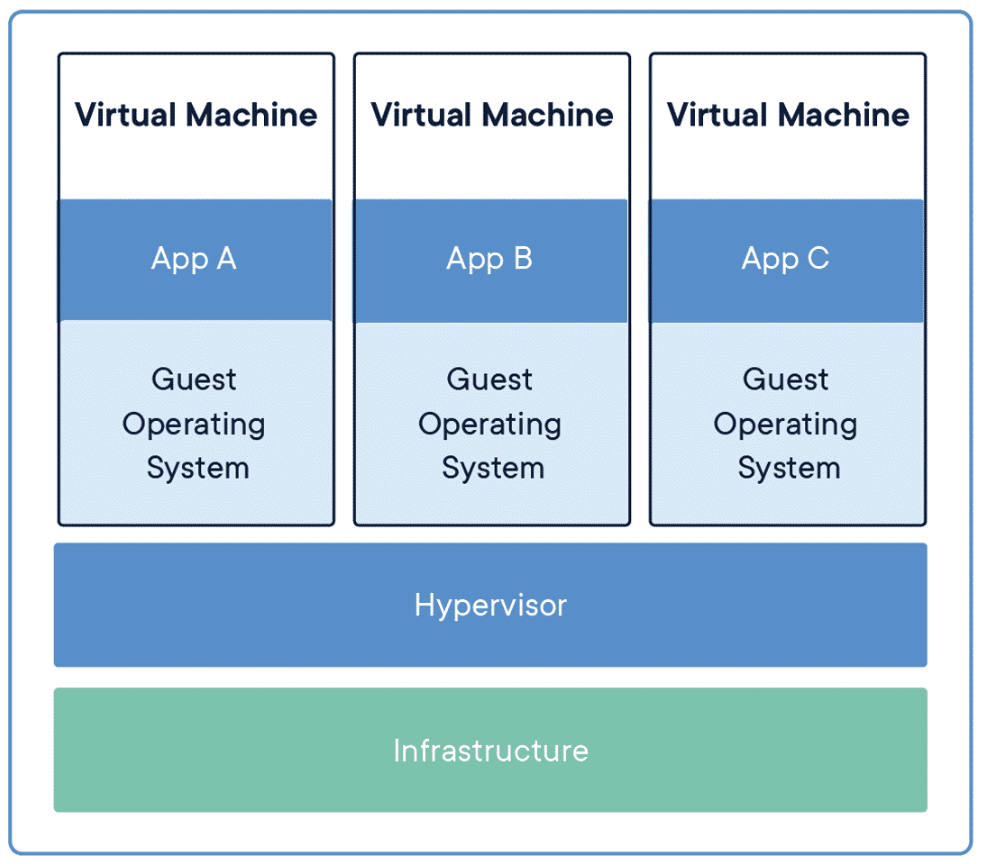 Virtual Machine
Virtual Machine
Virtual Machine
App A
App B
App C
Guest
Operating
System
Guest
Operating
System
Guest
Operating
System
Hypervisor
Infrastructure